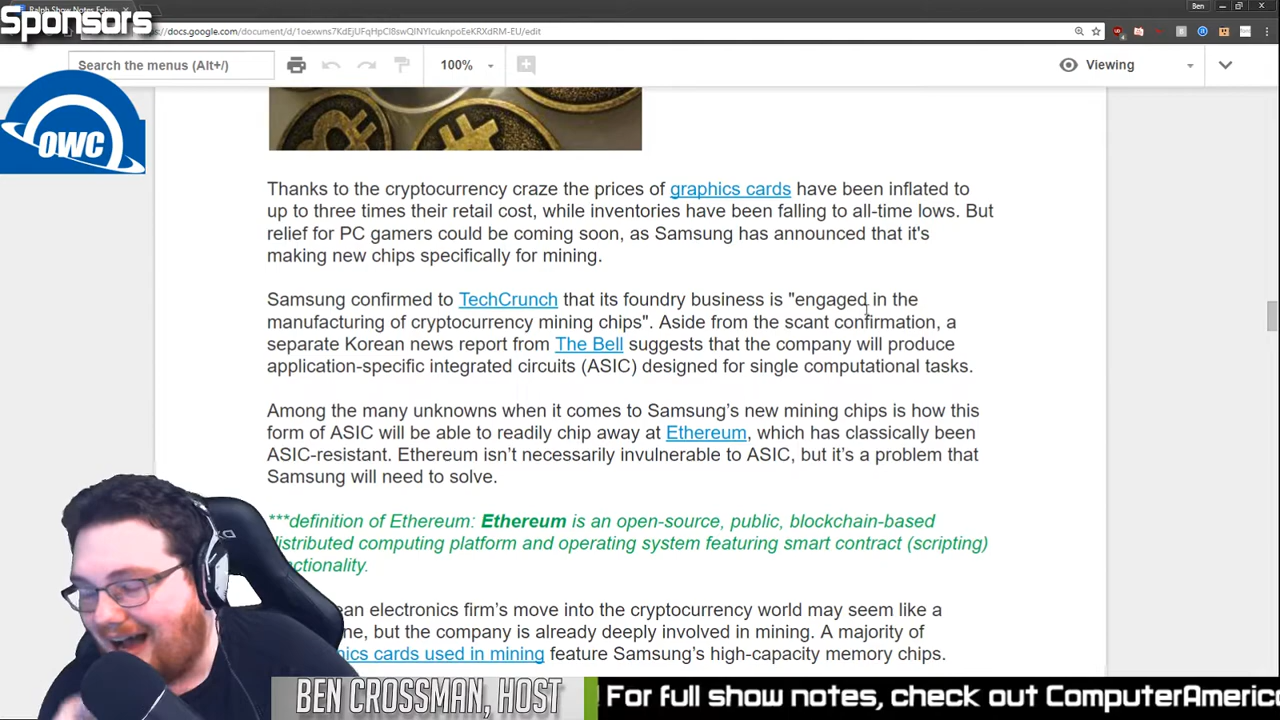 Sponsors
Ben
docs.google.com/document/d/
/edit
Search the menus (Alt+/)
100%
Viewing
OWC
Thanks to the cryptocurrency craze the prices of graphics cards have been inflated to
up to three times their retail cost, while inventories have been falling to all-time lows. But
relief for PC gamers could be coming soon, as Samsung has announced that it's
making new chips specifically for mining.
Samsung confirmed to TechCrunch that its foundry business is "engaged in the
manufacturing of cryptocurrency mining chips". Aside from the scant confirmation, a
separate Korean news report from The Bell suggests that the company will produce
application-specific integrated circuits (ASIC) designed for single computational tasks.
Among the many unknowns when it comes to Samsung’s new mining chips is how this
form of ASIC will be able to readily chip away at Ethereum, which has classically been
ASIC-resistant. Ethereum isn’t necessarily invulnerable to ASIC, but it’s a problem that
Samsung will need to solve.
***definition of Ethereum: Ethereum is an open-source, public, blockchain-based
distributed computing platform and operating system featuring smart contract (scripting)
nctionality.
ean electronics firm’s move into the cryptocurrency world may seem like a
ne, but the company is already deeply involved in mining. A majority of
ics cards used in mining feature Samsung’s high-capacity memory chips.
BEN CROSSMAN, HOST
For full show notes, check out ComputerAmerica